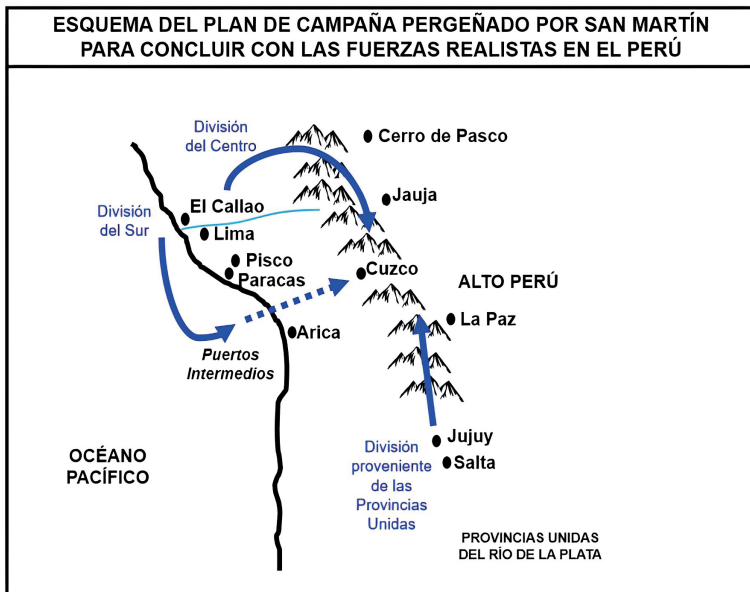 ESQUEMA DEL PLAN DE CAMPAÑA PERGEÑADO POR SAN MARTÍN
PARA CONCLUIR CON LAS FUERZAS REALISTAS EN EL PERÚ
División
del Centro
Cerro de Pasco
Jauja
División
del Sur
El Callao
Lima
Pisco
Paracas
Cuzco
ALTO PERÚ
La Paz
Arica
Puertos
Intermedios
OCÉANO
PACÍFICO
División
proveniente
de las
Provincias
Unidas
Jujuy
Salta
PROVINCIAS UNIDAS
DEL RÍO DE LA PLATA